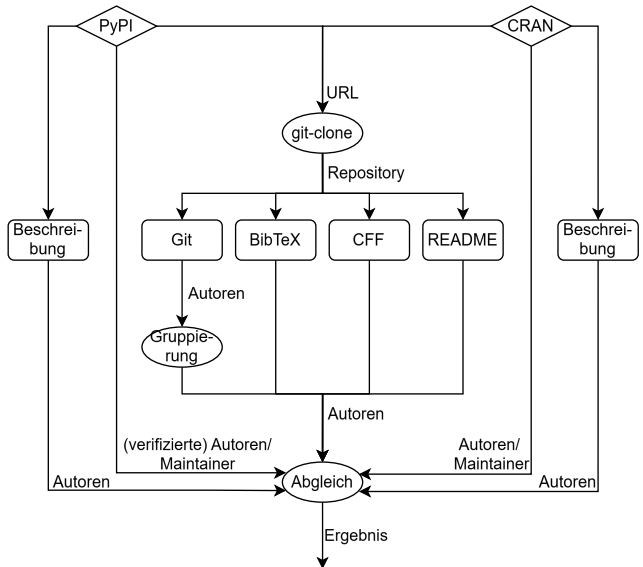 PyPI
CRAN
URL
git-clone
Repository
Beschrei-
bung
Git
BibTeX
CFF
README
Beschrei-
bung
Autoren
Gruppie-
rung
Autoren
(verifizierte) Autoren/
Maintainer
Autoren/
Maintainer
Autoren
Abgleich
Autoren
Ergebnis